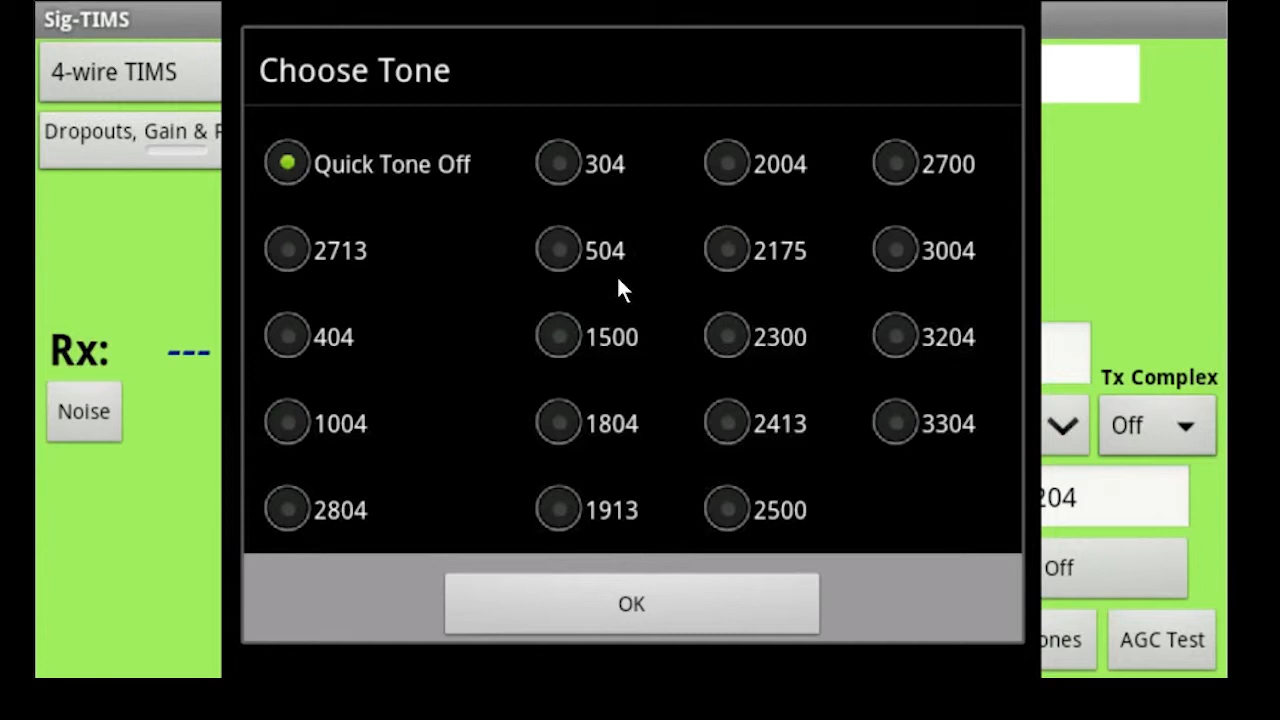 Sig-TIMS
4-wire TIMS
Dropouts, Gain &
Choose Tone
Quick Tone Off 304 2004 2700
2713 504 2175 3004
404 1500 2300 3204
1004 1804 2413 3304
2804 1913 2500
OK
Rx: ---
Noise
Tx Complex
Off
204
Off
ones
AGC Test